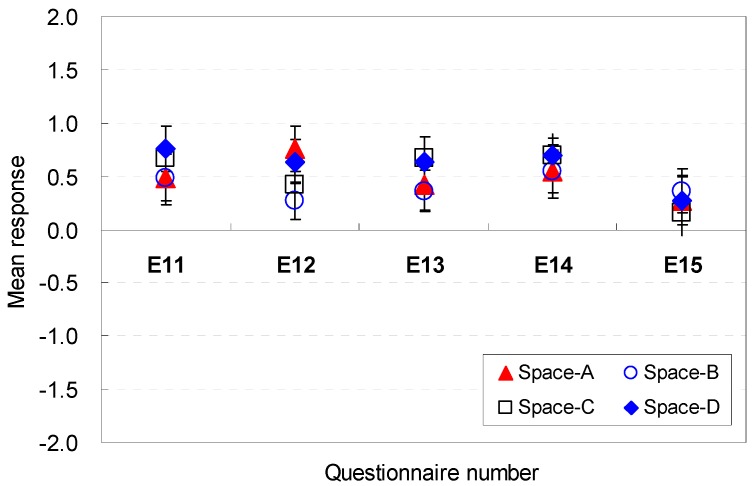 2.0
1.5
1.0
0.5
0.0
-0.5
-1.0
-1.5
-2.0
Mean response
E11 E12 E13 E14 E15
Space-A Space-B
Space-C Space-D
Questionnaire number